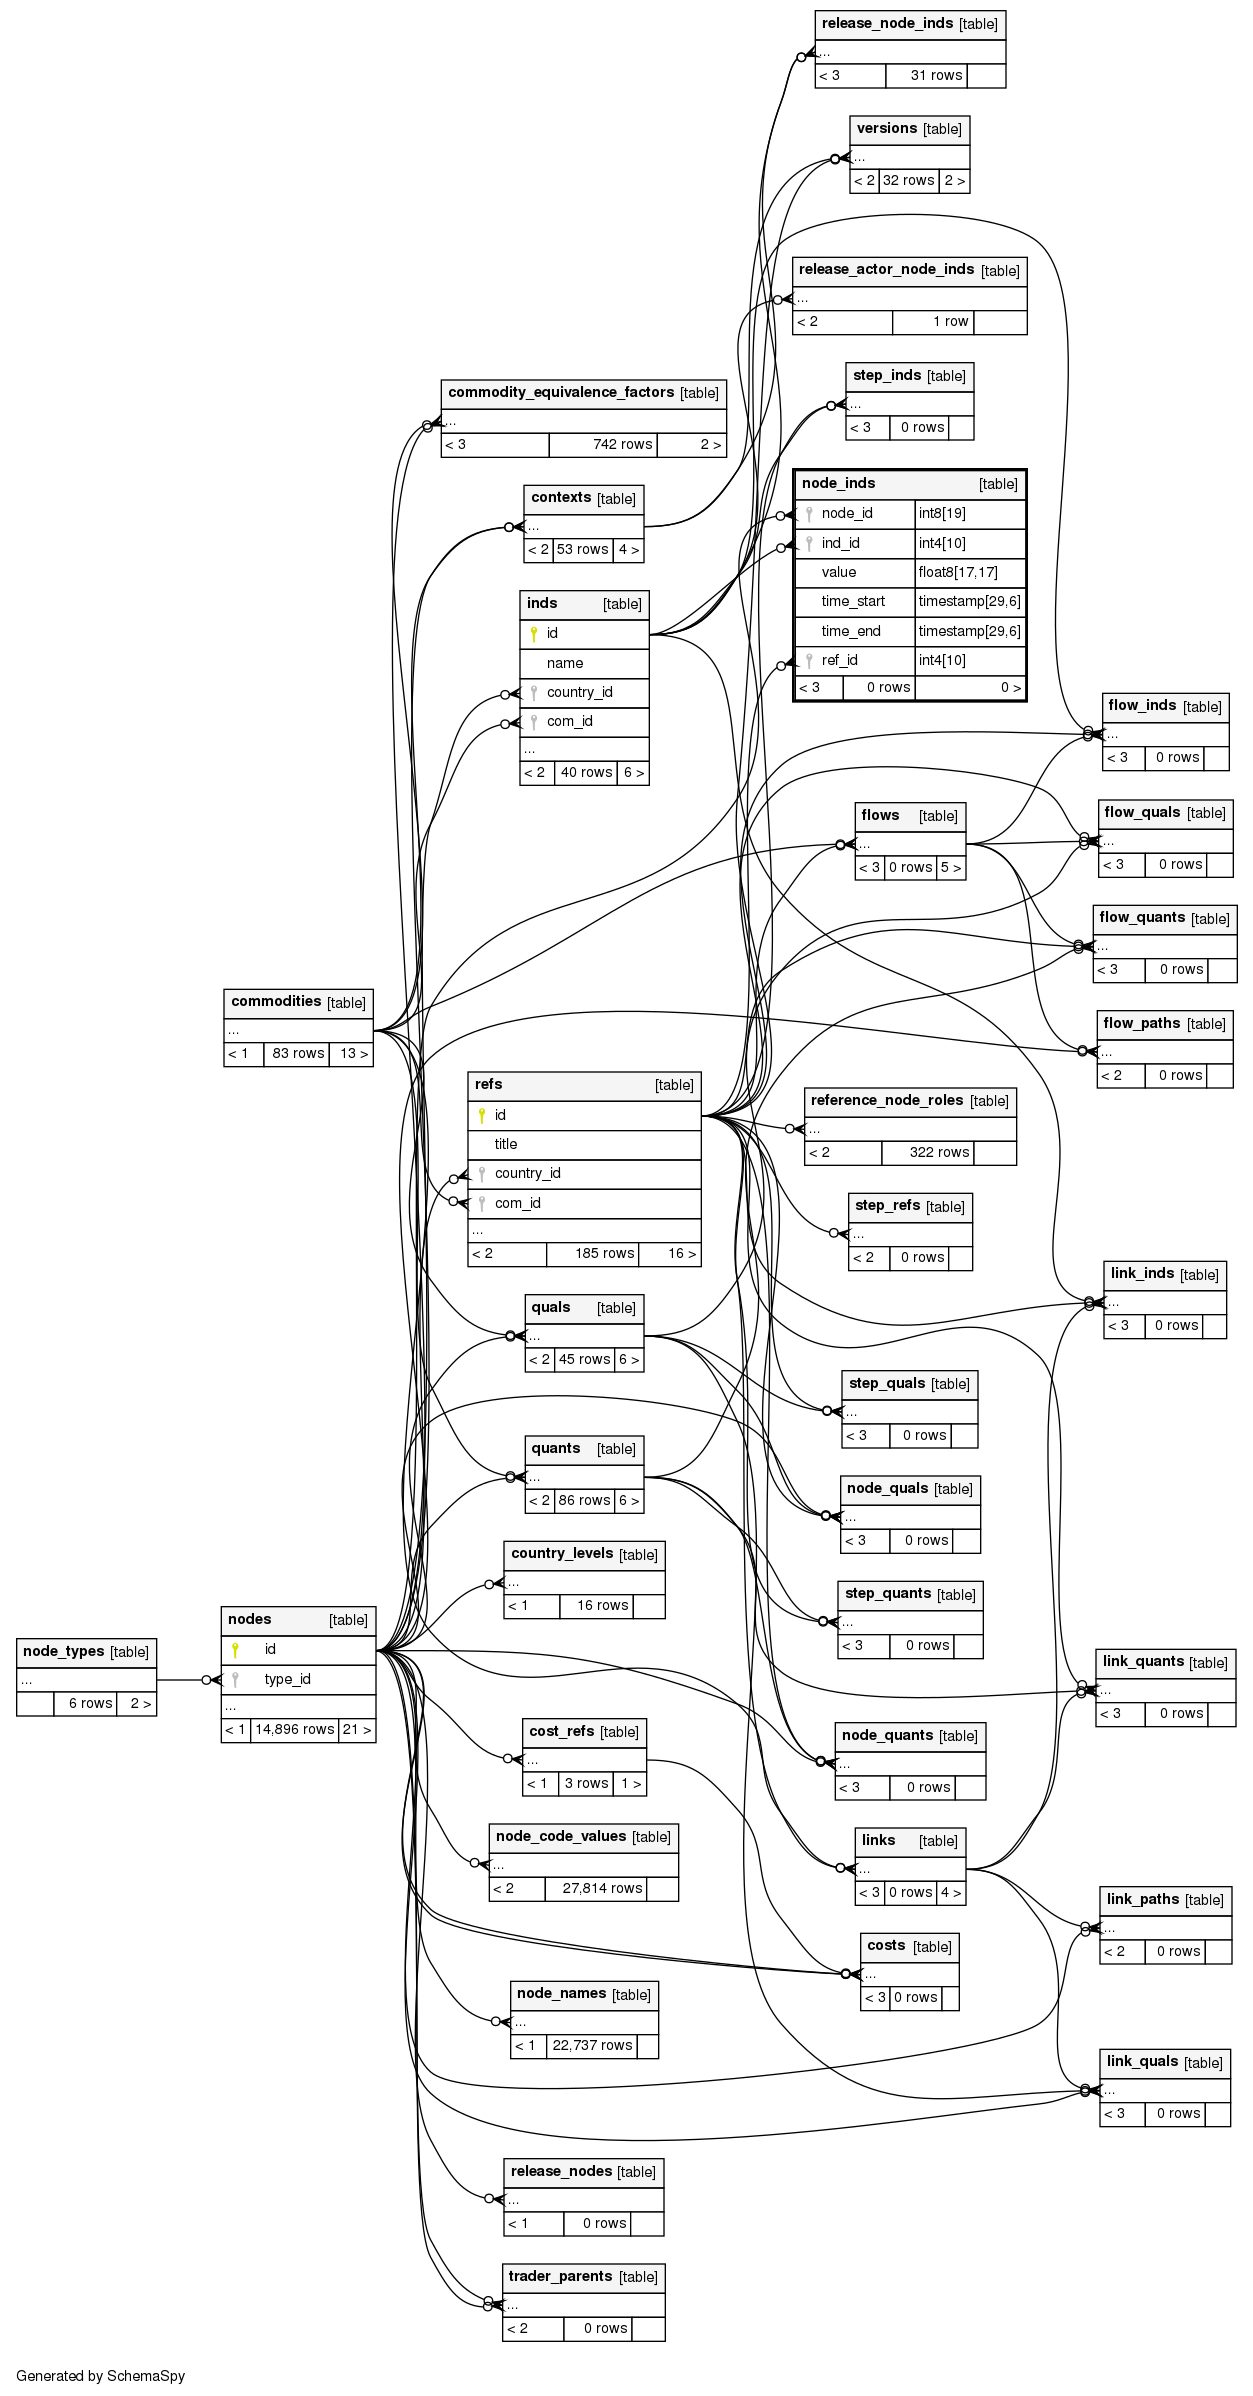 release_node_inds [table]
...
< 3 31 rows
versions [table]
...
< 2 32 rows 2 >
release_actor_node_inds [table]
...
< 2 1 row
step_inds [table]
...
< 3 0 rows
commodity_equivalence_factors [table]
...
< 3 742 rows 2 >
node_inds [table]
node_id int8[19]
ind_id int4[10]
value float8[17,17]
time_start timestamp[29,6]
time_end timestamp[29,6]
ref_id int4[10]
< 3 0 rows 0 >
contexts [table]
...
< 2 53 rows 4 >
inds [table]
id
name
country_id
com_id
...
< 2 40 rows 6 >
flow_inds [table]
...
< 3 0 rows
flows [table]
...
< 3 0 rows 5 >
flow_quals [table]
...
< 3 0 rows
flow_quants [table]
...
< 3 0 rows
commodities [table]
...
< 1 83 rows 13 >
flow_paths [table]
...
< 2 0 rows
refs [table]
id
title
country_id
com_id
...
< 2 185 rows 16 >
reference_node_roles [table]
...
< 2 322 rows
step_refs [table]
...
< 2 0 rows
link_inds [table]
...
< 3 0 rows
quals [table]
...
< 2 45 rows 6 >
step_quals [table]
...
< 3 0 rows
quants [table]
...
< 2 86 rows 6 >
node_quals [table]
...
< 3 0 rows
country_levels [table]
...
< 1 16 rows
step_quants [table]
...
< 3 0 rows
node_types [table]
...
6 rows 2 >
nodes [table]
id
type_id
...
< 1 14,896 rows 21 >
link_quants [table]
...
< 3 0 rows
cost_refs [table]
...
< 1 3 rows 1 >
node_quants [table]
...
< 3 0 rows
node_code_values [table]
...
< 2 27,814 rows
links [table]
...
< 3 0 rows 4 >
link_paths [table]
...
< 2 0 rows
costs [table]
...
< 3 0 rows
node_names [table]
...
< 1 22,737 rows
link_quals [table]
...
< 3 0 rows
release_nodes [table]
...
< 1 0 rows
trader_parents [table]
...
< 2 0 rows
Generated by SchemaSpy